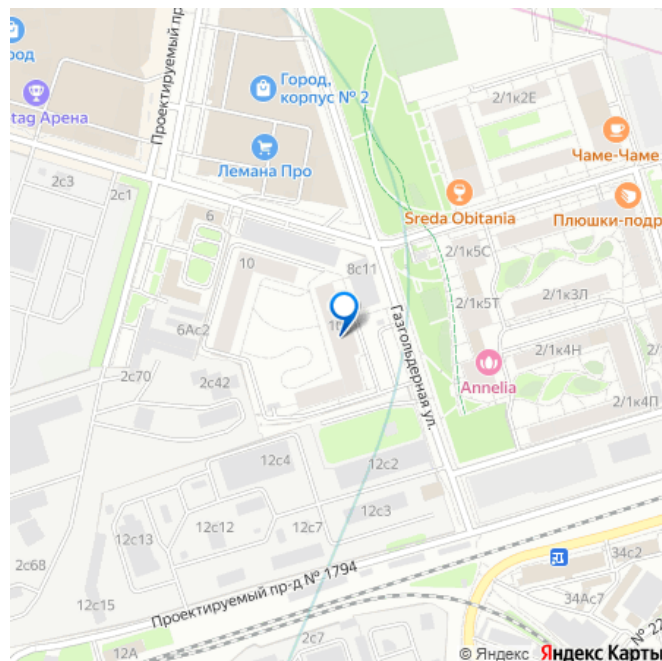 Проектируемый пр
од
tag Арена
Город,
корпус № 2
Лемана Про
2/1к2Е
Чаме-Чаме
Sreda Obitania
Плюшки-подр
2с3
2с1
6
10
8с11
2/1к5С
2/1к5Т
2/1к3Л
Газгольдерная ул.
6Ас2
2/1к4Н
Annelia
2с70
2с42
2/1к4П
12с4
12с2
12с3
12с12
12с7
12с13
2с68
12с15
Проектируемый пр-д № 1794
34с2
34Ас7
№ 22
2с7
12А
© Яндекс Яндекс Карты